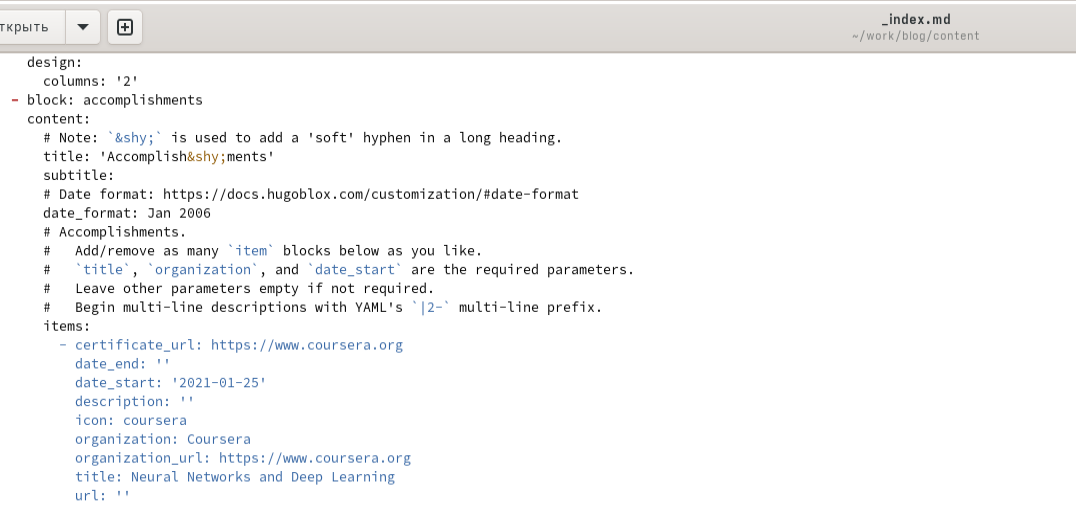 ткрыть
_index.md
~/work/blog/content
design:
columns: '2'
- block: accomplishments
content:
# Note: `&shy;` is used to add a 'soft' hyphen in a long heading.
title: 'Accomplish&shy;ments'
subtitle:
# Date format: https://docs.hugoblox.com/customization/#date-format
date_format: Jan 2006
# Accomplishments.
#   Add/remove as many `item` blocks below as you like.
#   `title`, `organization`, and `date_start` are the required parameters.
#   Leave other parameters empty if not required.
#   Begin multi-line descriptions with YAML's `|2-` multi-line prefix.
items:
- certificate_url: https://www.coursera.org
date_end: ''
date_start: '2021-01-25'
description: ''
icon: coursera
organization: Coursera
organization_url: https://www.coursera.org
title: Neural Networks and Deep Learning
url: ''